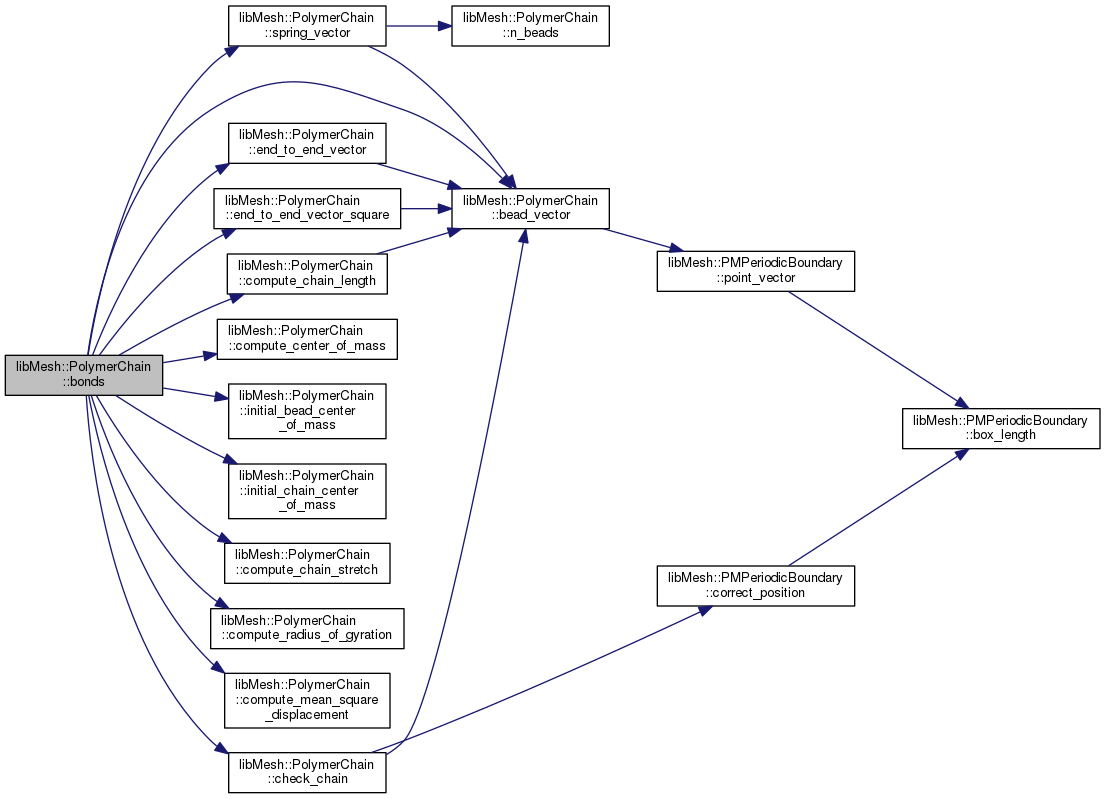 libMesh::PolymerChain
::spring_vector
libMesh::PolymerChain
::n_beads
libMesh::PolymerChain
::end_to_end_vector
libMesh::PolymerChain
::end_to_end_vector_square
libMesh::PolymerChain
::bead_vector
libMesh::PolymerChain
::compute_chain_length
libMesh::PMPeriodicBoundary
::point_vector
libMesh::PolymerChain
::compute_center_of_mass
libMesh::PolymerChain
::bonds
libMesh::PolymerChain
::initial_bead_center
_of_mass
libMesh::PMPeriodicBoundary
::box_length
libMesh::PolymerChain
::initial_chain_center
_of_mass
libMesh::PolymerChain
::compute_chain_stretch
libMesh::PMPeriodicBoundary
::correct_position
libMesh::PolymerChain
::compute_radius_of_gyration
libMesh::PolymerChain
::compute_mean_square
_displacement
libMesh::PolymerChain
::check_chain